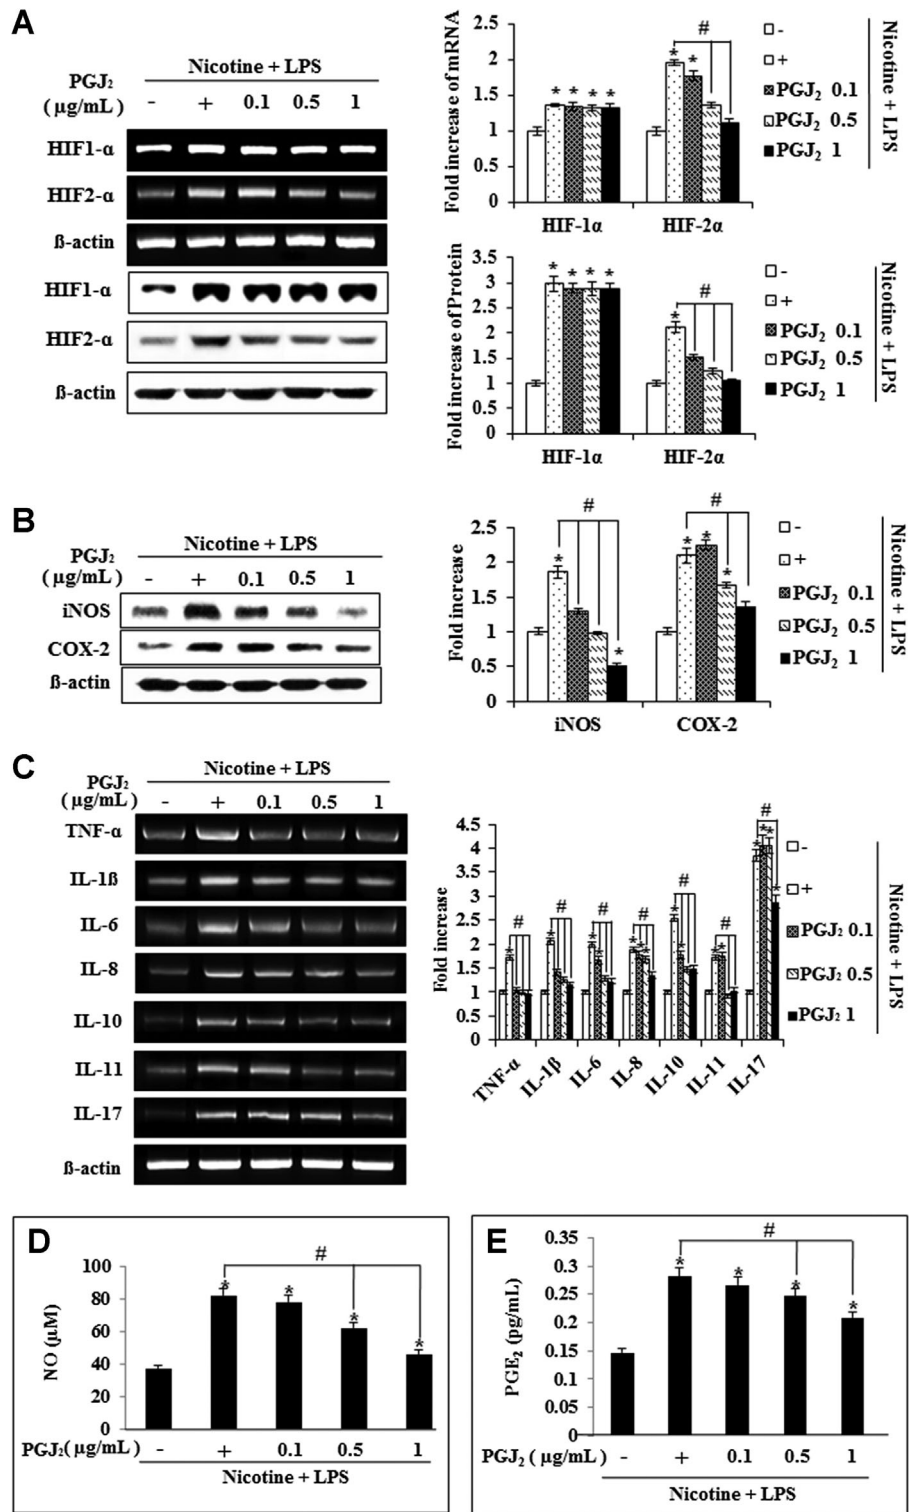 A
Nicotine + LPS
PGJ₂
(µg/mL) - + 0.1 0.5 1
HIF1-α
HIF2-α
ß-actin
HIF1-α
HIF2-α
ß-actin
Fold increase of mRNA
2.5
2
1.5
1
0.5
0
* * * *
* *
#
HIF-1α HIF-2α
-
+
PGJ₂ 0.1
PGJ₂ 0.5
PGJ₂ 1
Nicotine + LPS
Fold increase of Protein
3.5
3
2.5
2
1.5
1
0.5
0
* * * *
*
#
HIF-1α HIF-2α
-
+
PGJ₂ 0.1
PGJ₂ 0.5
PGJ₂ 1
Nicotine + LPS
B
Nicotine + LPS
PGJ₂
(µg/mL) - + 0.1 0.5 1
iNOS
COX-2
ß-actin
Fold increase
2.5
2
1.5
1
0.5
0
# #
* *
* * *
iNOS COX-2
-
+
PGJ₂ 0.1
PGJ₂ 0.5
PGJ₂ 1
Nicotine + LPS
C
Nicotine + LPS
PGJ₂
(µg/mL) - + 0.1 0.5 1
TNF-α
IL-1ß
IL-6
IL-8
IL-10
IL-11
IL-17
ß-actin
Fold increase
4.5
4
3.5
3
2.5
2
1.5
1
0.5
0
# # # # # # #
TNF-α IL-1β IL-6 IL-8 IL-10 IL-11 IL-17
-
+
PGJ₂ 0.1
PGJ₂ 0.5
PGJ₂ 1
Nicotine + LPS
D
#
NO (µM)
100
80
60
40
20
0
* * * *
PGJ₂(µg/mL) - + 0.1 0.5 1
Nicotine + LPS
E
#
PGE₂ (pg/mL)
0.35
0.3
0.25
0.2
0.15
0.1
0.05
0
* * * *
PGJ₂ (µg/mL) - + 0.1 0.5 1
Nicotine + LPS